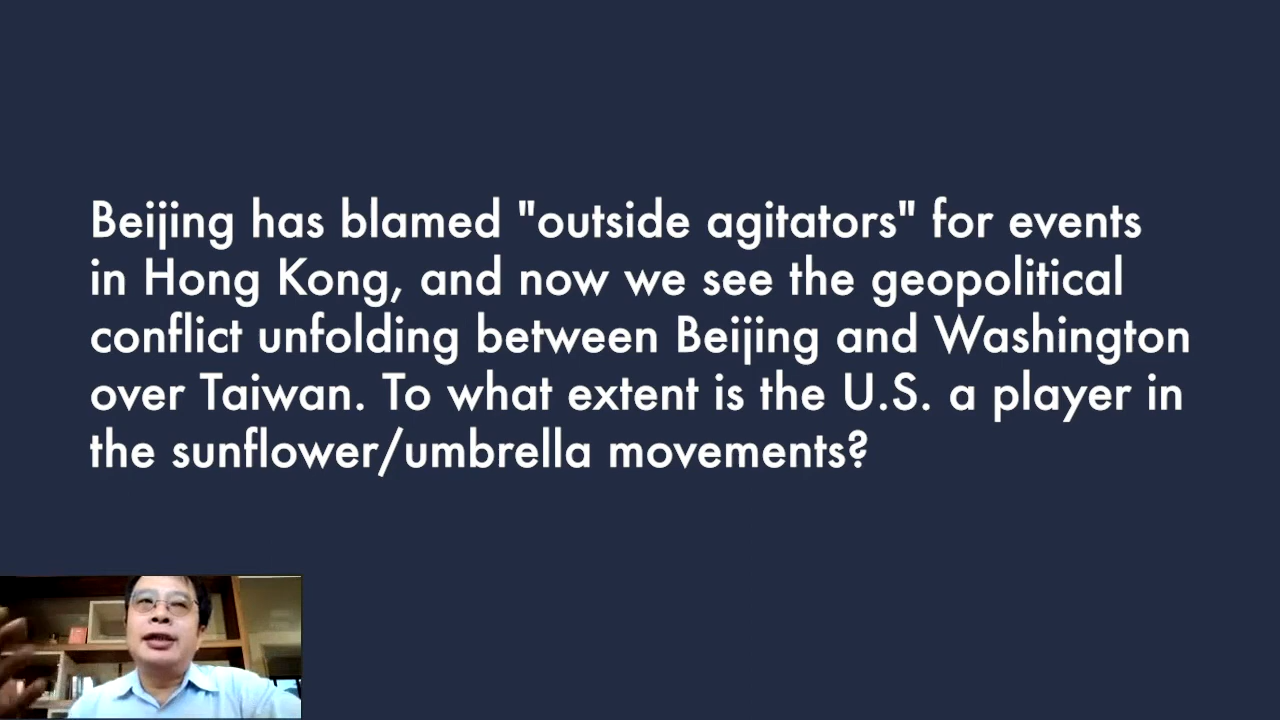 Beijing has blamed "outside agitators" for events
in Hong Kong, and now we see the geopolitical
conflict unfolding between Beijing and Washington
over Taiwan. To what extent is the U.S. a player in
the sunflower/umbrella movements?